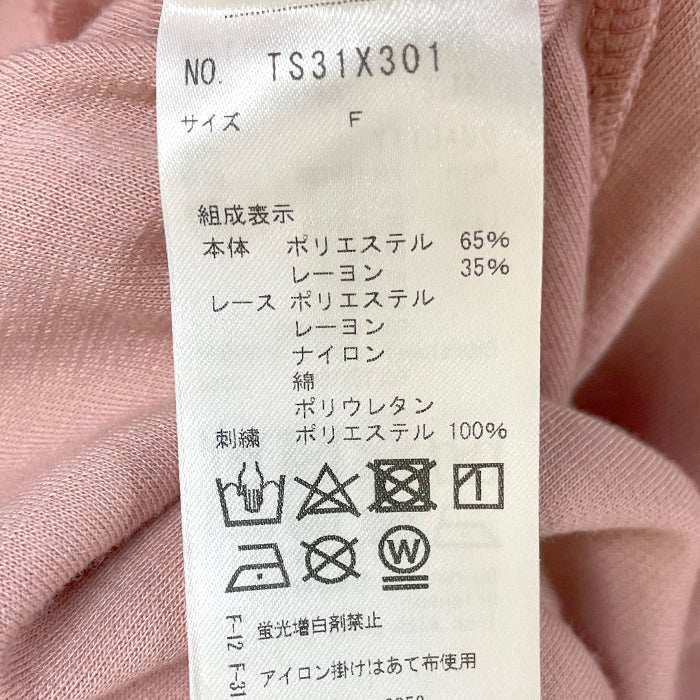 NO. TS31X301
サイズ F
組成表示
本体 ポリエステル 65%
レーヨン 35%
レース ポリエステル
レーヨン
ナイロン
綿
ポリウレタン
刺繍 ポリエステル 100%
W
F-12 蛍光増白剤禁止
F-31 アイロン掛けはあて布使用